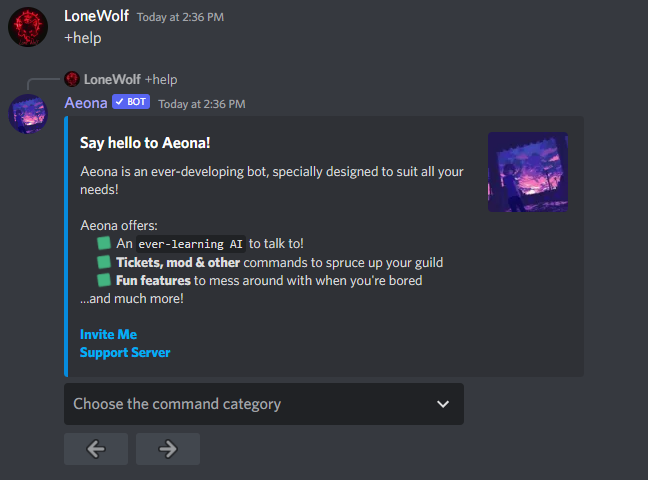 LoneWolf Today at 2:36 PM
+help
LoneWolf +help
Aeona ✓ BOT Today at 2:36 PM
Say hello to Aeona!
Aeona is an ever-developing bot, specially designed to suit all your
needs!
Aeona offers:
An ever-learning AI to talk to!
Tickets, mod & other commands to spruce up your guild
Fun features to mess around with when you're bored
...and much more!
Invite Me
Support Server
Choose the command category